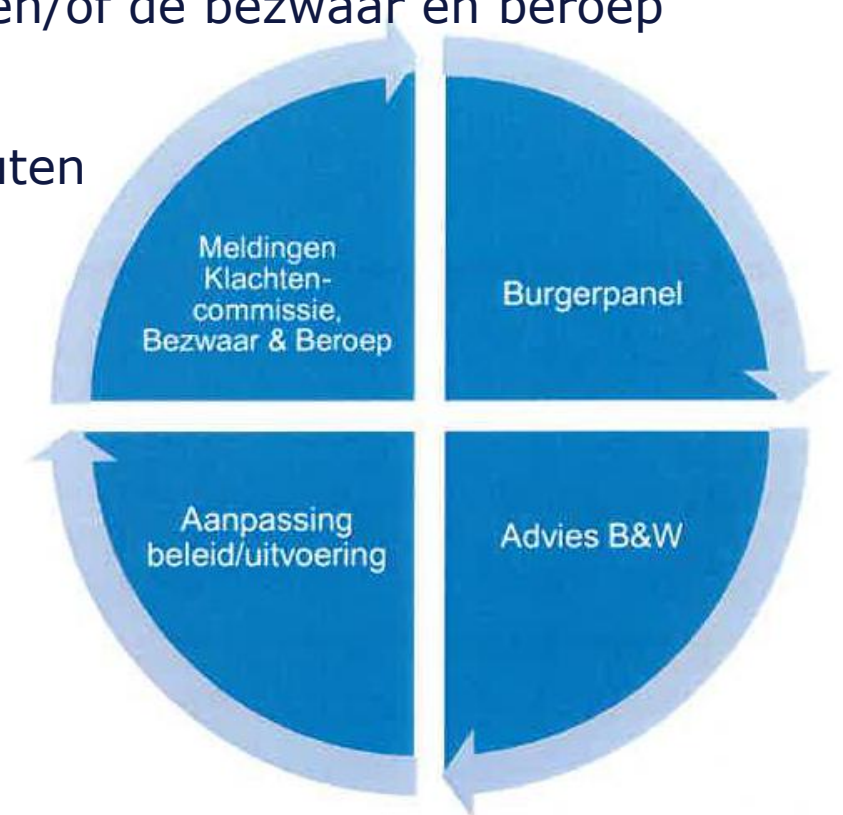 en/of de bezwaar en beroep
uten
Meldingen
Klachten-
commissie,
Bezwaar & Beroep
Burgerpanel
Aanpassing
beleid/uitvoering
Advies B&W